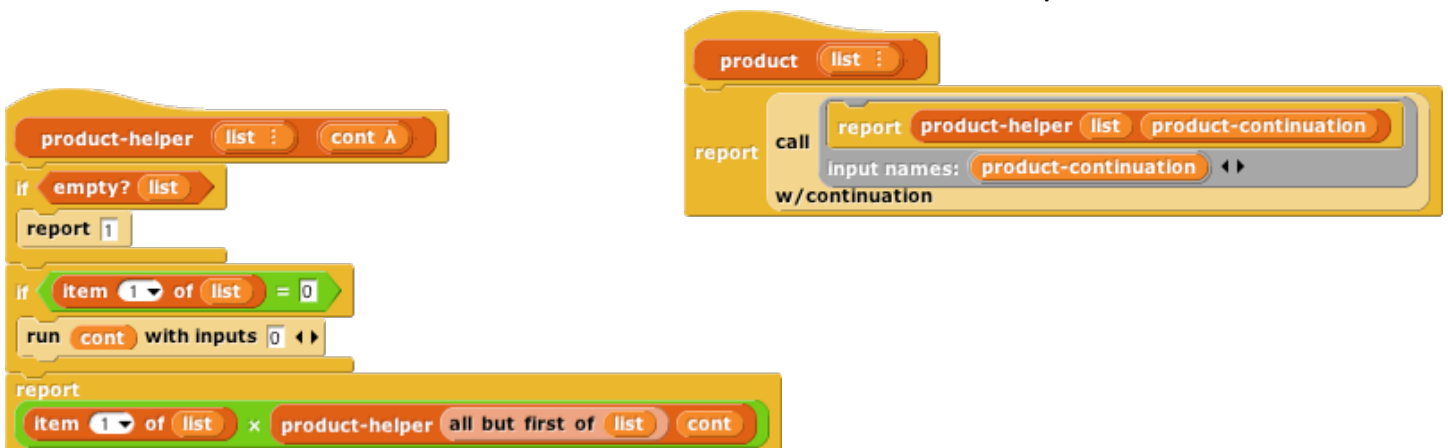 product-helper list ⋮ cont λ
if empty? list
report 1
if item 1 of list = 0
run cont with inputs 0
report
item 1 of list × product-helper all but first of list cont
product list ⋮
report call report product-helper list product-continuation
input names: product-continuation
w/continuation